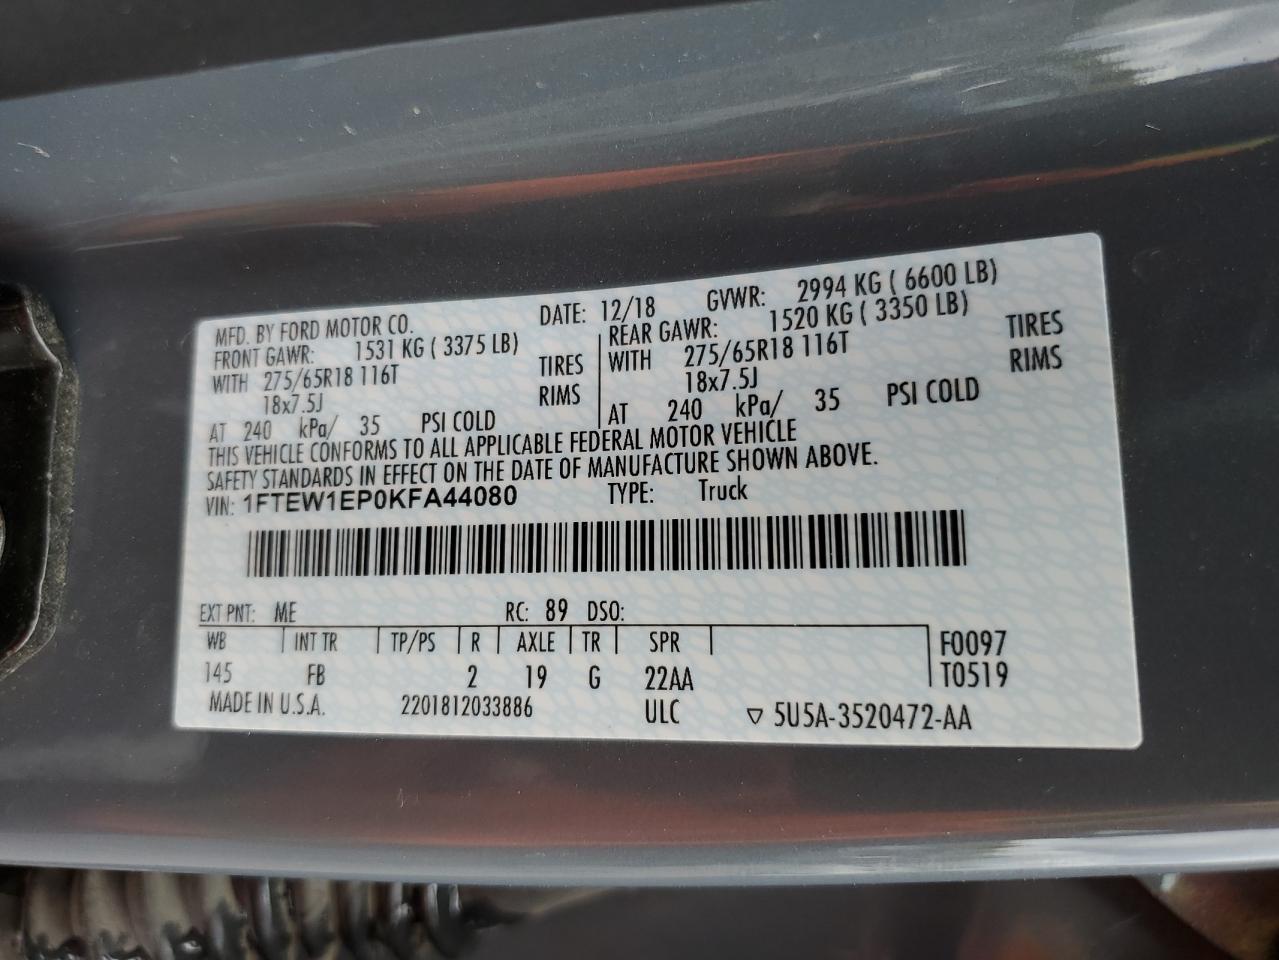 MFD. BY FORD MOTOR CO. DATE: 12/18 GVWR: 2994 KG ( 6600 LB)
FRONT GAWR: 1531 KG ( 3375 LB) REAR GAWR: 1520 KG ( 3350 LB)
WITH 275/65R18 116T TIRES WITH 275/65R18 116T TIRES
18x7.5J RIMS 18x7.5J RIMS
AT 240 kPa/ 35 PSI COLD AT 240 kPa/ 35 PSI COLD
THIS VEHICLE CONFORMS TO ALL APPLICABLE FEDERAL MOTOR VEHICLE
SAFETY STANDARDS IN EFFECT ON THE DATE OF MANUFACTURE SHOWN ABOVE.
VIN: 1FTEW1EP0KFA44080 TYPE: Truck
EXT PNT: ME RC: 89 DSO:
WB INT TR TP/PS R AXLE TR SPR F0097
145 FB 2 19 G 22AA T0519
MADE IN U.S.A. 2201812033886 ULC ▽ 5U5A-3520472-AA